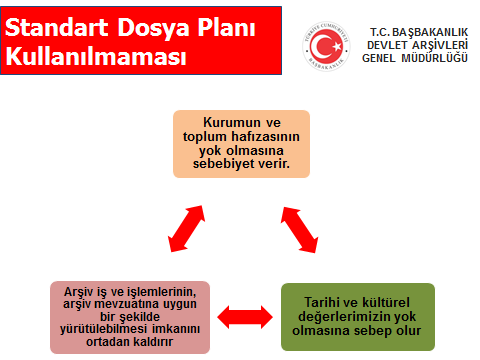 Standart Dosya Planı
Kullanılmaması
T.C. BAŞBAKANLIK
DEVLET ARŞİVLERİ
GENEL MÜDÜRLÜĞÜ
Kurumun ve
toplum hafızasının
yok olmasına
sebebiyet verir.
Arşiv iş ve işlemlerinin,
arşiv mevzuatına uygun
bir şekilde
yürütülebilmesi imkanını
ortadan kaldırır
Tarihi ve kültürel
değerlerimizin yok
olmasına sebep olur